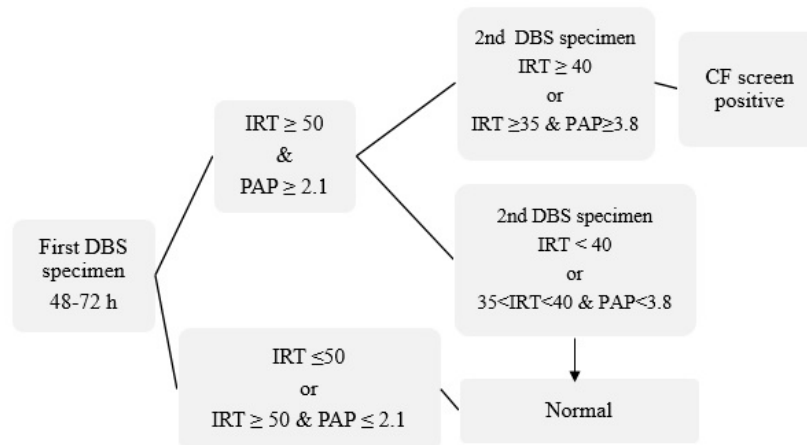 First DBS
specimen
48-72 h
IRT ≥ 50
&
PAP ≥ 2.1
2nd  DBS specimen
IRT ≥ 40
or
IRT ≥35 & PAP≥3.8
CF screen
positive
2nd DBS specimen
IRT < 40
or
35<IRT<40 & PAP<3.8
IRT ≤50
or
IRT ≥ 50 & PAP ≤ 2.1
Normal